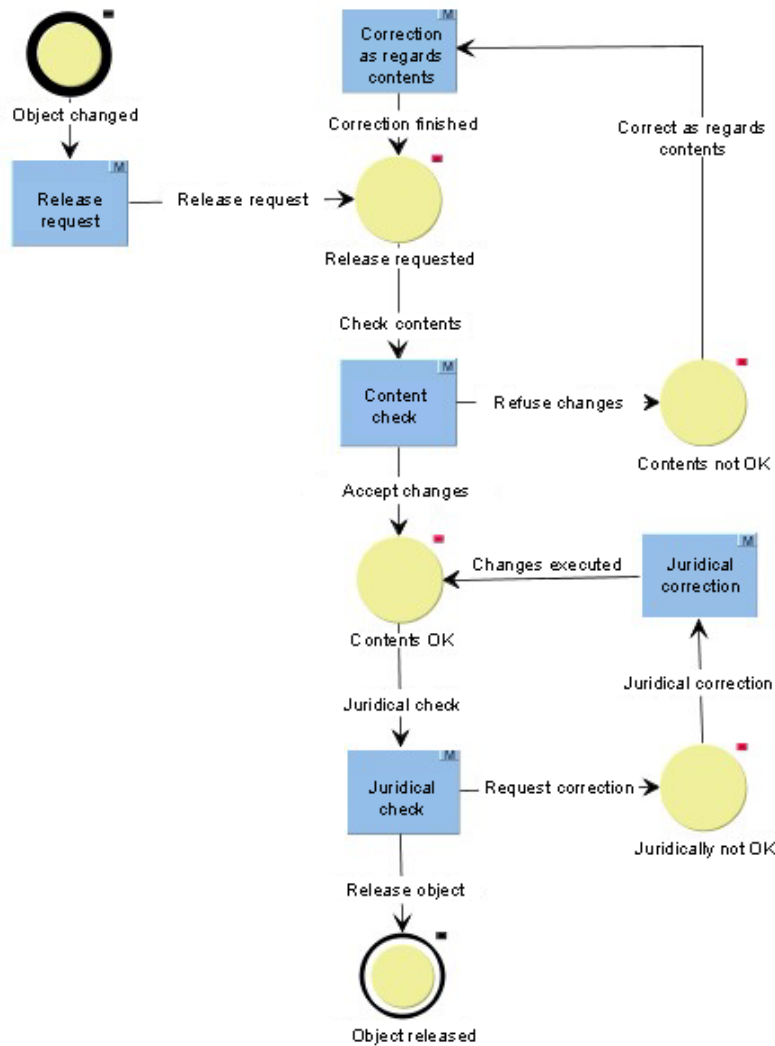 M
Correction
as regards
contents
Object changed
Correction finished
Correct as regards
contents
M
Release
request
Release request
Release requested
Check contents
M
Content
check
Refuse changes
Contents not OK
Accept changes
M
Juridical
correction
Changes executed
Contents OK
Juridical correction
Juridical check
M
Juridical
check
Request correction
Juridically not OK
Release object
Object released